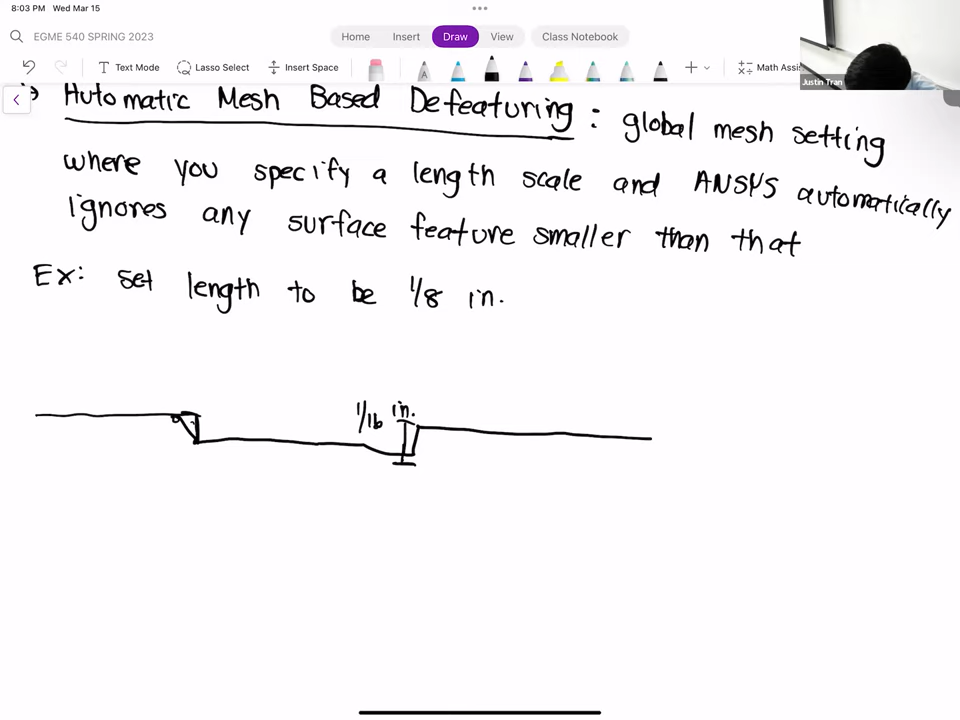 8:03 PM Wed Mar 15
EGME 540 SPRING 2023
Home Insert Draw View Class Notebook
Text Mode Lasso Select Insert Space Math Assis
Justin Tran
Automatic Mesh Based Defeaturing : global mesh setting
where you specify a length scale and ANSYS automatically
ignores any surface feature smaller than that
Ex: set length to be 1/8 in.
1/16 in.